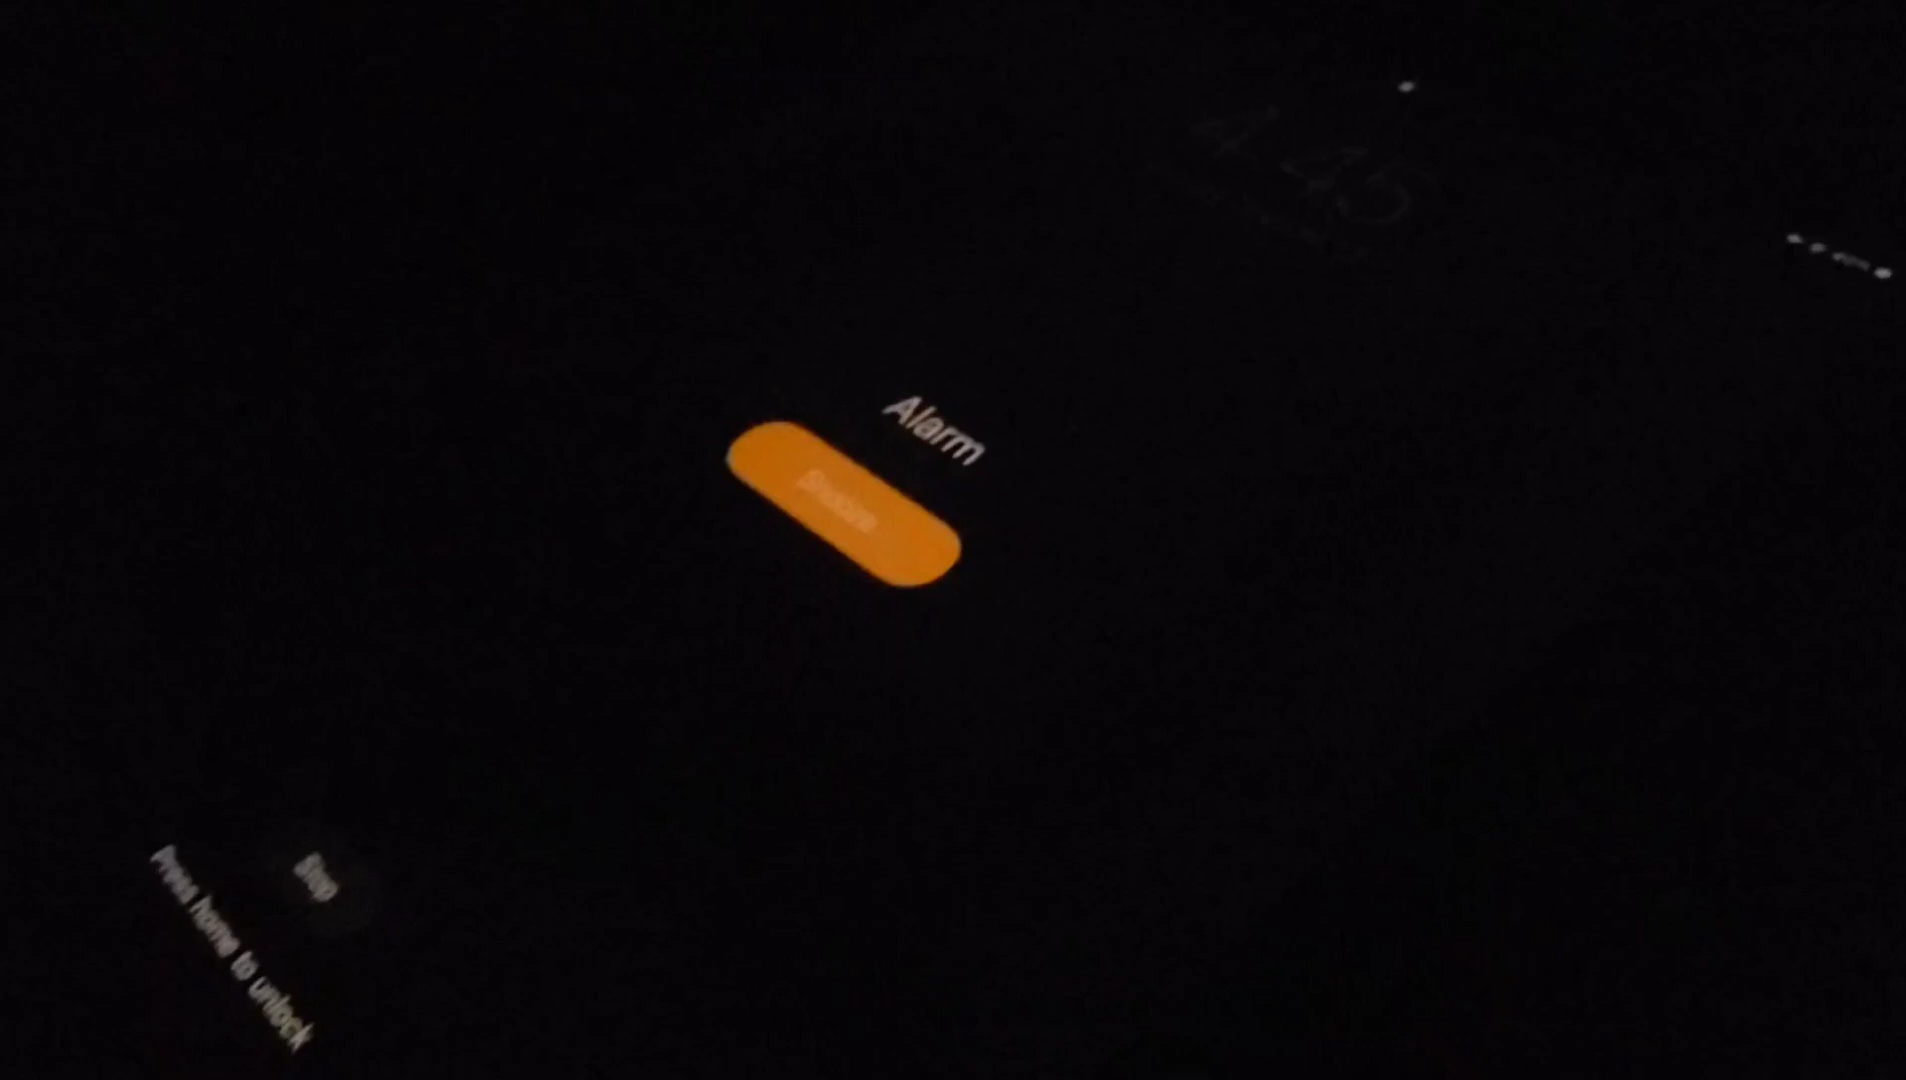 Alarm
Snooze
Stop
Press home to unlock